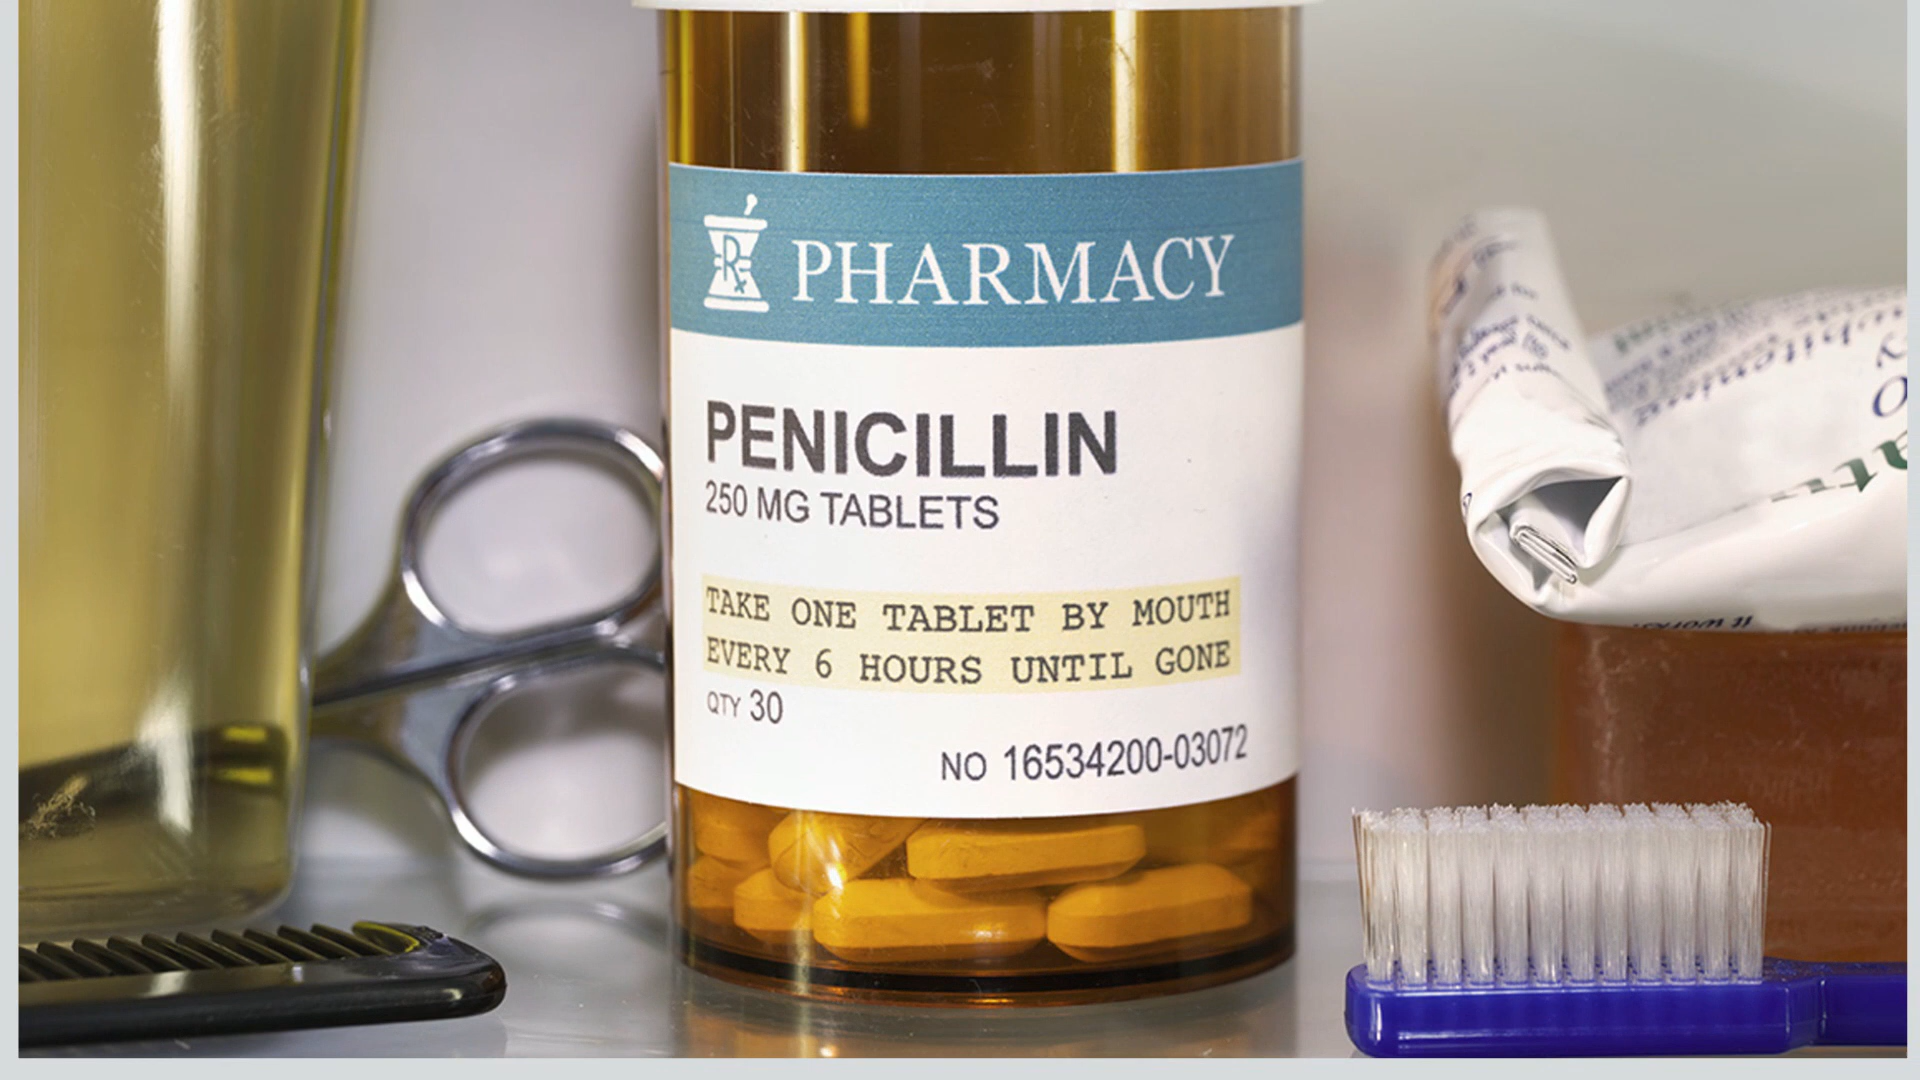 Rx PHARMACY
PENICILLIN
250 MG TABLETS
TAKE ONE TABLET BY MOUTH
EVERY 6 HOURS UNTIL GONE
QTY 30
NO 16534200-03072